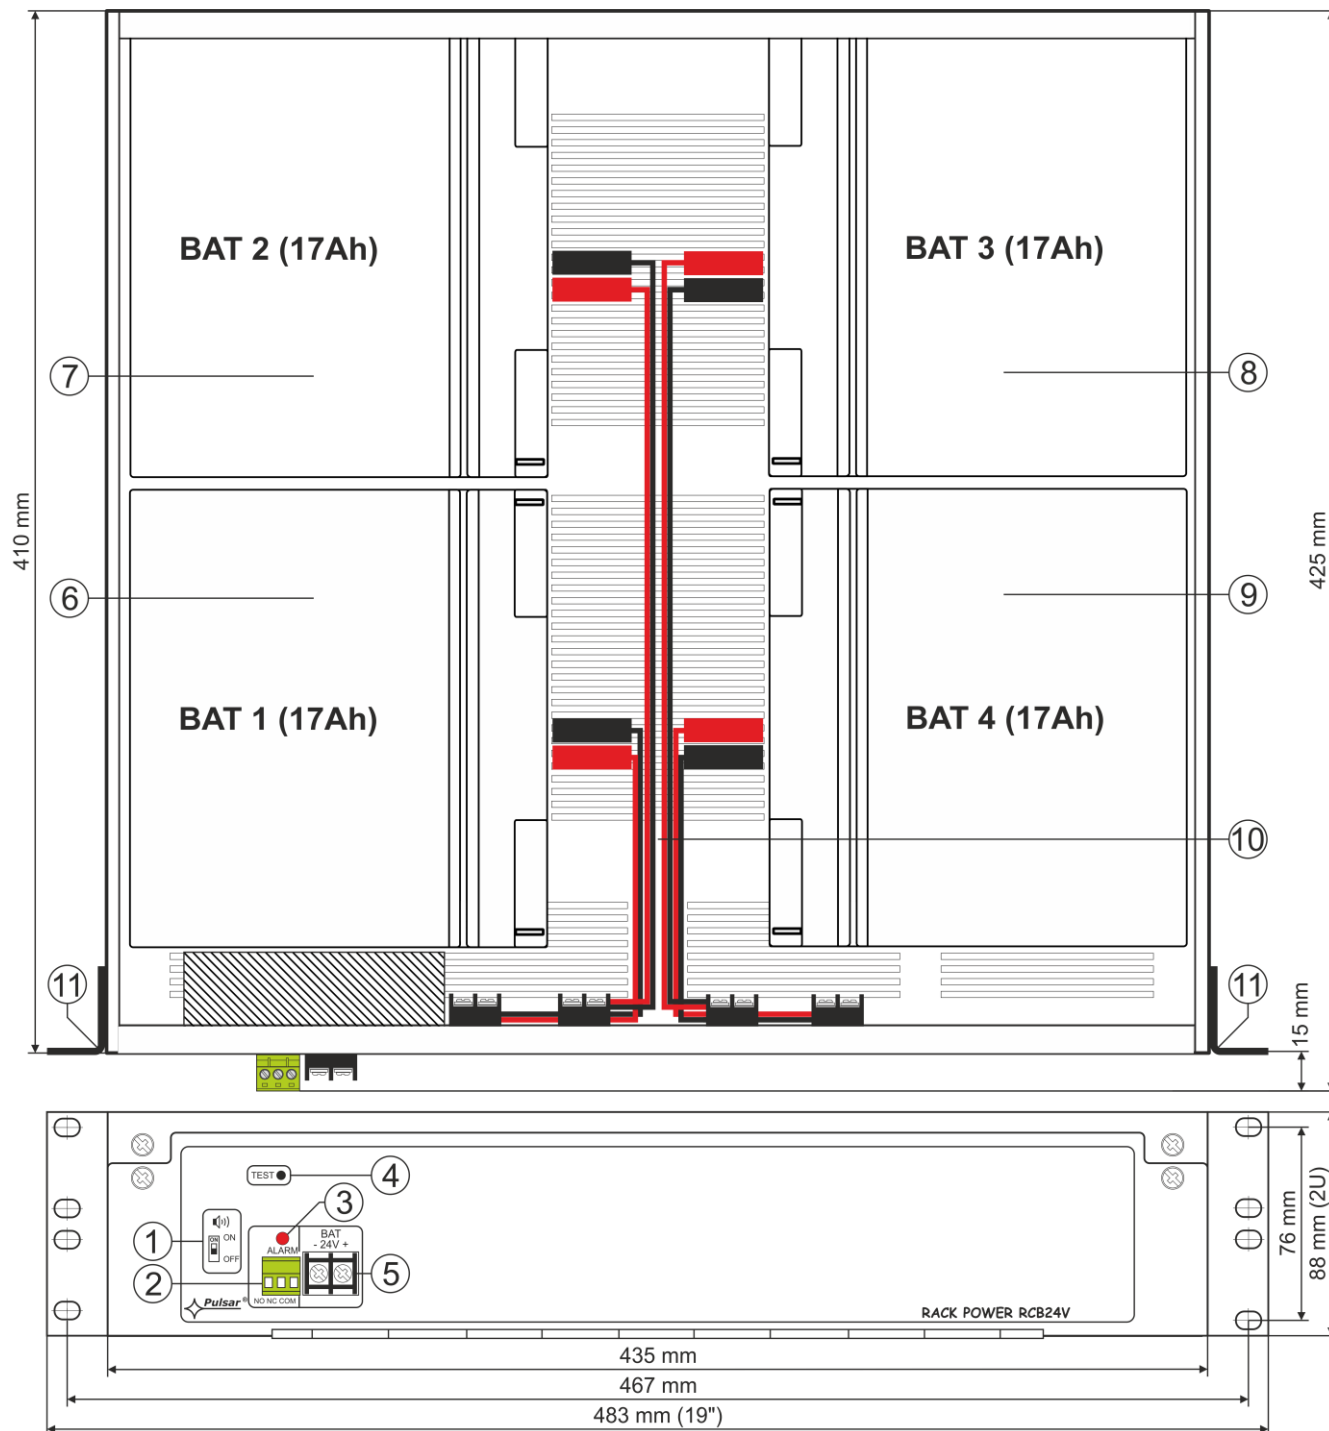 BAT 2 (17Ah)
BAT 3 (17Ah)
7
8
410 mm
425 mm
6
9
BAT 1 (17Ah)
BAT 4 (17Ah)
10
11
11
15 mm
TEST
4
3
1
ON
ON
OFF
ALARM
BAT
- 24V +
2
5
NO NC COM
Pulsar®
RACK POWER RCB24V
76 mm
88 mm (2U)
435 mm
467 mm
483 mm (19")